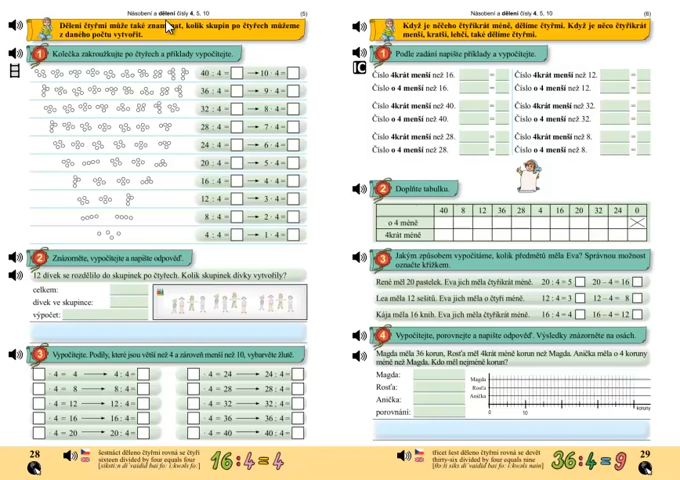 Násobení a dělení čísly 4, 5, 10
(5)
Dělení čtyřmi může také znamenat, kolik skupin po čtyřech můžeme
z daného počtu vytvořit.
1 Kolečka zakroužkujte po čtyřech a příklady vypočítejte.
40 : 4 = 10 · 4 =
36 : 4 = 9 · 4 =
32 : 4 = 8 · 4 =
28 : 4 = 7 · 4 =
24 : 4 = 6 · 4 =
20 : 4 = 5 · 4 =
16 : 4 = 4 · 4 =
12 : 4 = 3 · 4 =
8 : 4 = 2 · 4 =
4 : 4 = 1 · 4 =
2 Znázorněte, vypočítejte a napište odpověď.
12 dívek se rozdělilo do skupinek po čtyřech. Kolik skupinek dívky vytvořily?
celkem:
dívek ve skupince:
výpočet:
3 Vypočítejte. Podíly, které jsou větší než 4 a zároveň menší než 10, vybarvěte žlutě.
· 4 = 4 4 : 4 = · 4 = 24 24 : 4 =
· 4 = 8 8 : 4 = · 4 = 28 28 : 4 =
· 4 = 12 12 : 4 = · 4 = 32 32 : 4 =
· 4 = 16 16 : 4 = · 4 = 36 36 : 4 =
· 4 = 20 20 : 4 = · 4 = 40 40 : 4 =
28
šestnáct děleno čtyřmi rovná se čtyři
sixteen divided by four equals four
16 : 4 = 4
Násobení a dělení čísly 4, 5, 10
(6)
Když je něčeho čtyřikrát méně, dělíme čtyřmi. Když je něco čtyřikrát
menší, kratší, lehčí, také dělíme čtyřmi.
1 Podle zadání napište příklady a vypočítejte.
Číslo 4krát menší než 16. = Číslo 4krát menší než 12. =
Číslo o 4 menší než 16. = Číslo o 4 menší než 12. =
Číslo 4krát menší než 40. = Číslo 4krát menší než 32. =
Číslo o 4 menší než 40. = Číslo o 4 menší než 32. =
Číslo 4krát menší než 28. = Číslo 4krát menší než 8. =
Číslo o 4 menší než 28. = Číslo o 4 menší než 8. =
2 Doplňte tabulku.
40 8 12 36 28 4 16 20 32 24 0
o 4 méně
4krát méně
3 Jakým způsobem vypočítáme, kolik předmětů měla Eva? Správnou možnost
označte křížkem.
René měl 20 pastelek. Eva jich měla čtyřikrát méně. 20 : 4 = 5 20 – 4 = 16
Lea měla 12 sešitů. Eva jich měla o čtyři méně. 12 : 4 = 3 12 – 4 = 8
Kája měla 16 knih. Eva jich měla čtyřikrát méně. 16 : 4 = 4 16 – 4 = 12
4 Vypočítejte, porovnejte a napište odpověď. Výsledky znázorněte na osách.
Magda měla 36 korun, Rosťa měl 4krát méně korun než Magda. Anička měla o 4 koruny
méně než Magda. Kdo měl nejméně korun?
Magda:
Rosťa:
Anička:
porovnání:
Magda
Rosťa
Anička
0 10 koruny
třicet šest děleno čtyřmi rovná se devět
thirty-six divided by four equals nine
36 : 4 = 9
29